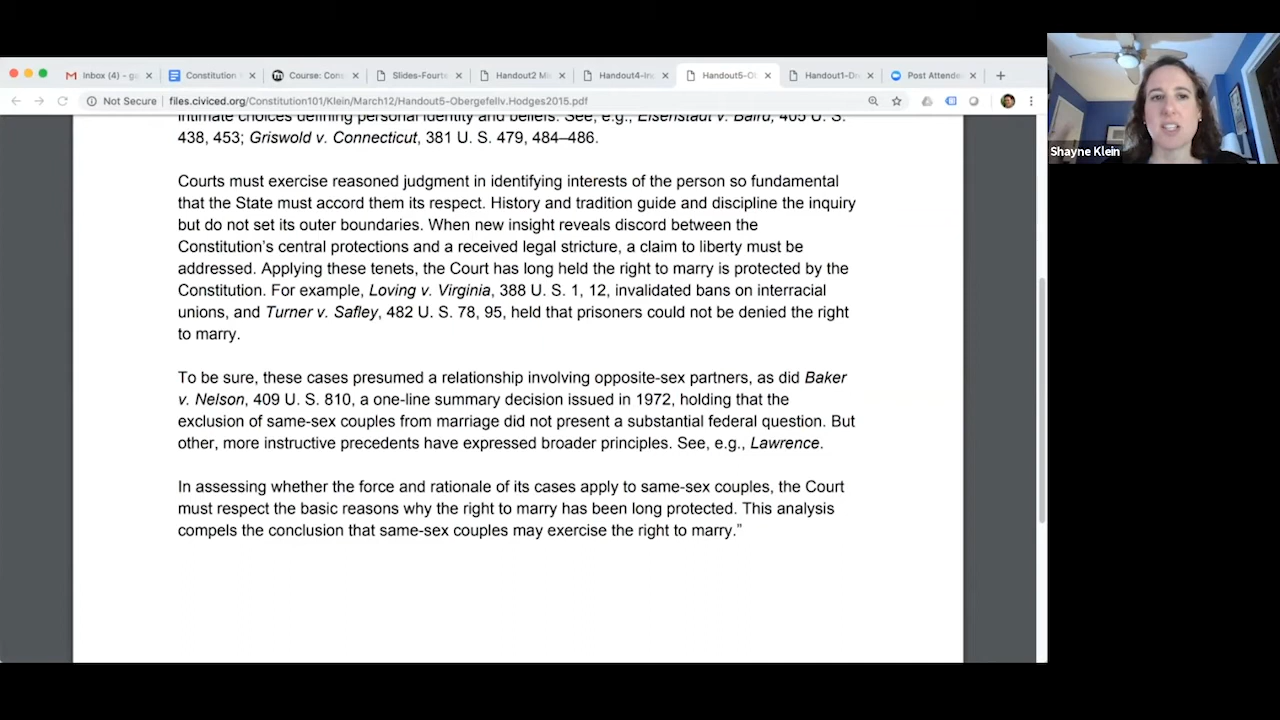 Inbox (4) - g
Constitution
Course: Con
Slides-Fourte
Handout2 Mi
Handout4-In
Handout5-O
Handout1-Dr
Post Attende
Not Secure
files.civiced.org/Constitution101/Klein/March12/Handout5-Obergefellv.Hodges2015.pdf
Shayne Klein
intimate choices defining personal identity and beliefs. See, e.g., Eisenstadt v. Baird, 405 U. S.
438, 453; Griswold v. Connecticut, 381 U. S. 479, 484–486.
Courts must exercise reasoned judgment in identifying interests of the person so fundamental
that the State must accord them its respect. History and tradition guide and discipline the inquiry
but do not set its outer boundaries. When new insight reveals discord between the
Constitution's central protections and a received legal stricture, a claim to liberty must be
addressed. Applying these tenets, the Court has long held the right to marry is protected by the
Constitution. For example, Loving v. Virginia, 388 U. S. 1, 12, invalidated bans on interracial
unions, and Turner v. Safley, 482 U. S. 78, 95, held that prisoners could not be denied the right
to marry.
To be sure, these cases presumed a relationship involving opposite-sex partners, as did Baker
v. Nelson, 409 U. S. 810, a one-line summary decision issued in 1972, holding that the
exclusion of same-sex couples from marriage did not present a substantial federal question. But
other, more instructive precedents have expressed broader principles. See, e.g., Lawrence.
In assessing whether the force and rationale of its cases apply to same-sex couples, the Court
must respect the basic reasons why the right to marry has been long protected. This analysis
compels the conclusion that same-sex couples may exercise the right to marry."